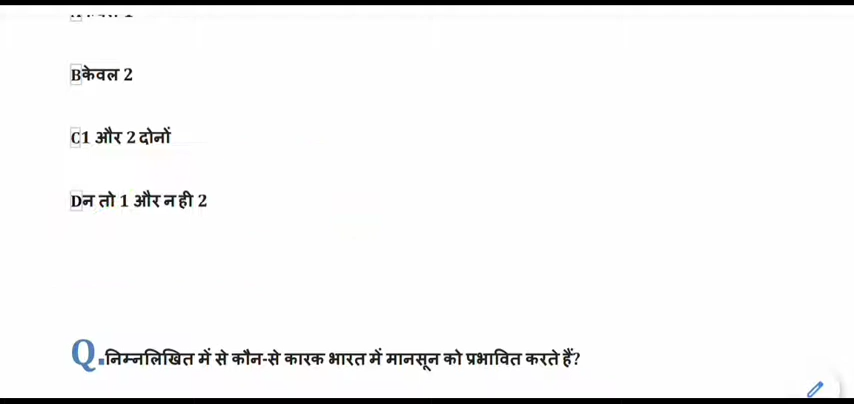 Bकेवल 2
C1 और 2 दोनों
Dन तो 1 और न ही 2
Q.निम्नलिखित में से कौन-से कारक भारत में मानसून को प्रभावित करते हैं?